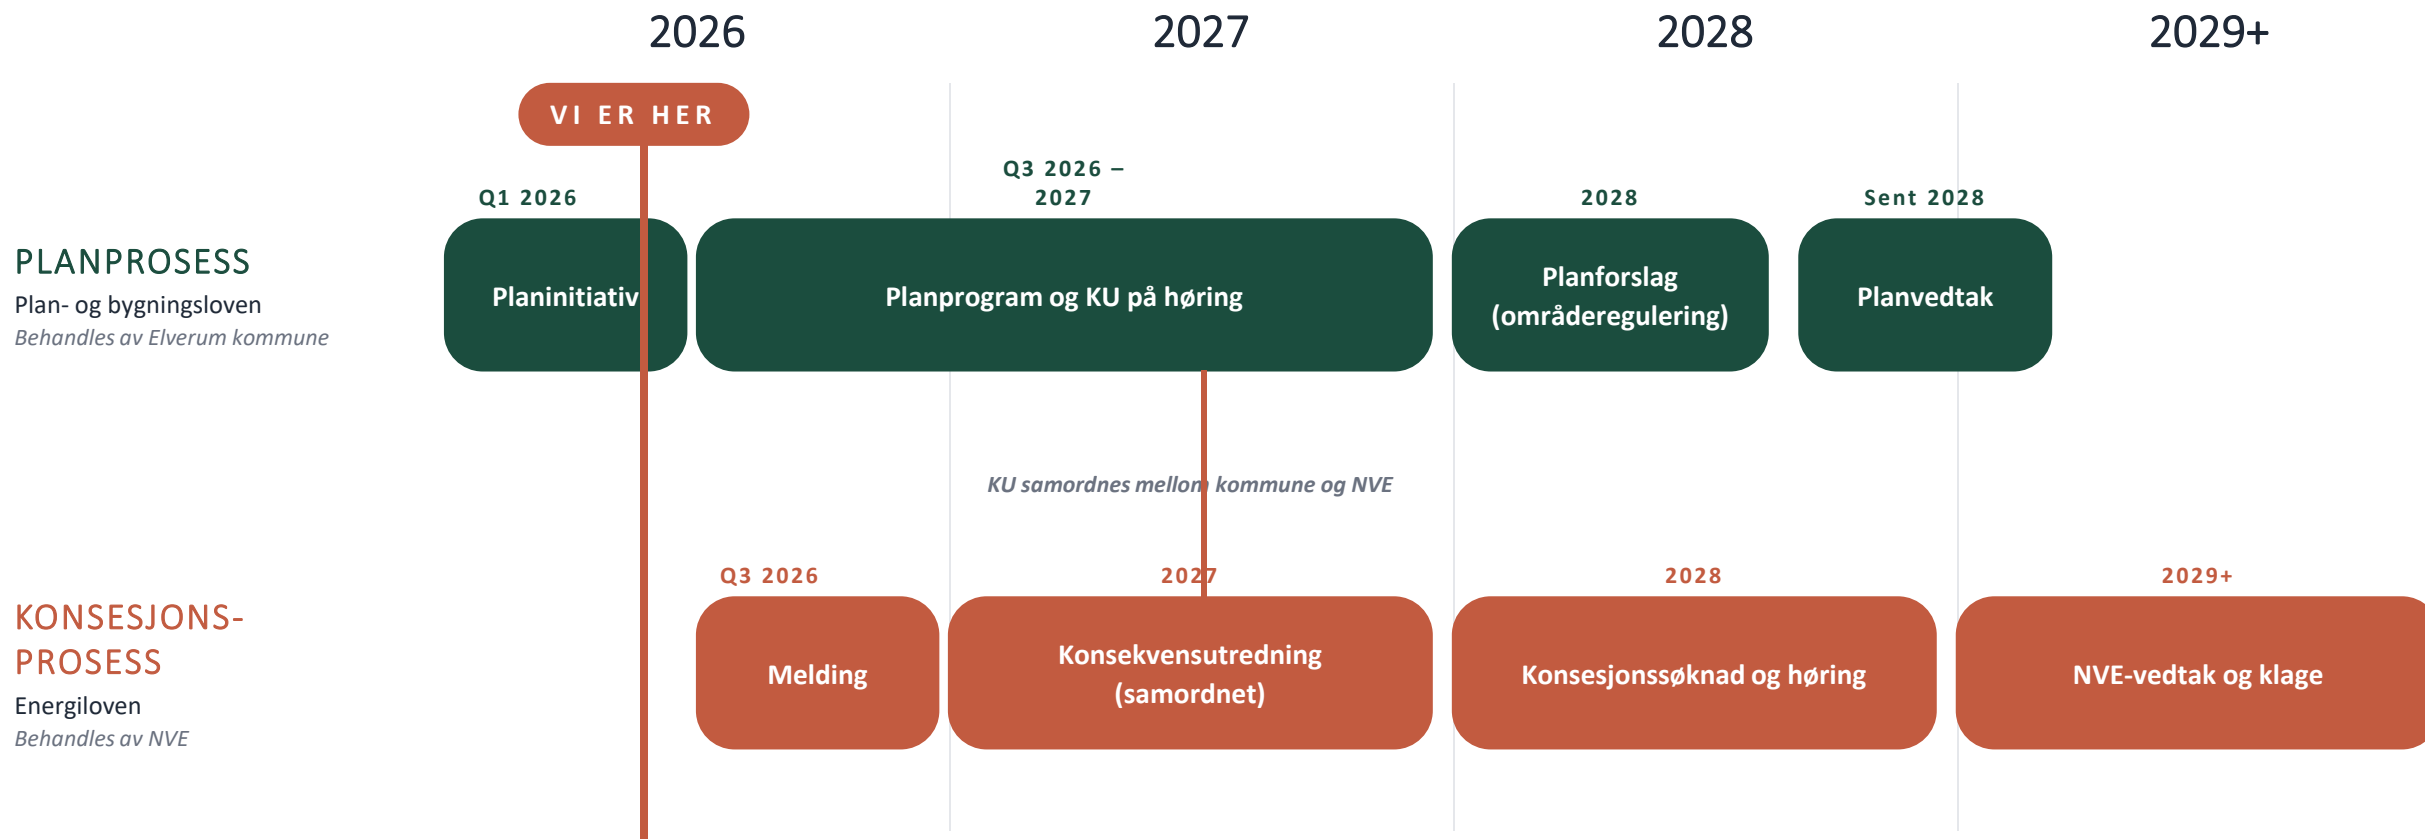 2026
2027
2028
2029+
VI ER HER
Q1 2026
Q3 2026 –
2027
2028
Sent 2028
PLANPROSESS
Plan- og bygningsloven
Behandles av Elverum kommune
Planinitiativ
Planprogram og KU på høring
Planforslag
(områderegulering)
Planvedtak
KU samordnes mellom kommune og NVE
Q3 2026
2027
2028
2029+
KONSESJONS-
PROSESS
Energiloven
Behandles av NVE
Melding
Konsekvensutredning
(samordnet)
Konsesjonssøknad og høring
NVE-vedtak og klage